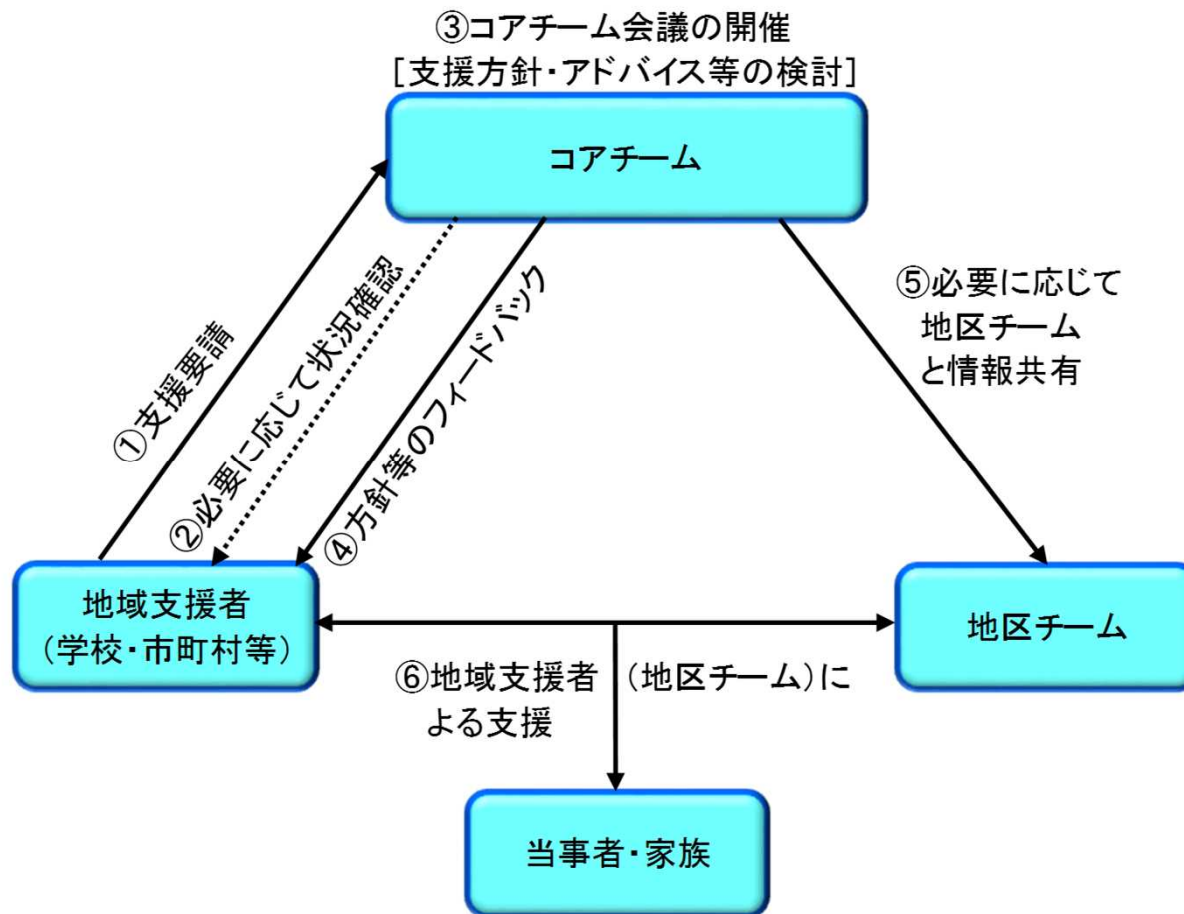 ③コアチーム会議の開催
［支援方針・アドバイス等の検討］
コアチーム
①支援要請
②必要に応じて状況確認
④方針等のフィードバック
⑤必要に応じて
地区チーム
と情報共有
地域支援者
（学校・市町村等）
地区チーム
⑥地域支援者（地区チーム）に
よる支援
当事者・家族